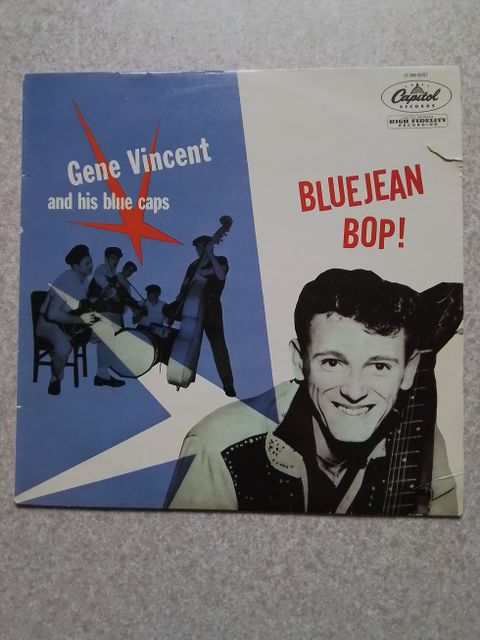 Gene Vincent
and his blue caps
Capitol
RECORDS
HIGH FIDELITY
RECORDING
BLUEJEAN
BOP!